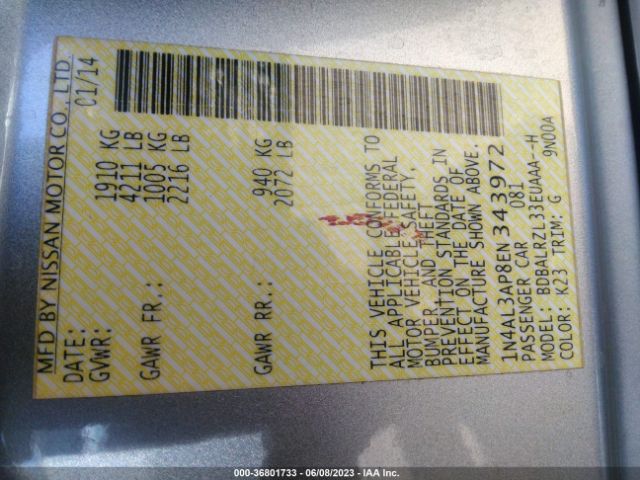 MFD BY NISSAN MOTOR CO., LTD.
DATE: 01/14
GVWR: 1910 KG
4211 LB
GAWR FR.: 1005 KG
2216 LB
GAWR RR.: 940 KG
2072 LB
THIS VEHICLE CONFORMS TO
ALL APPLICABLE FEDERAL
MOTOR VEHICLE SAFETY,
BUMPER AND THEFT
PREVENTION STANDARDS IN
EFFECT ON THE DATE OF
MANUFACTURE SHOWN ABOVE.
1N4AL3AP8EN343972
PASSENGER CAR 081
MODEL: BDBALRZL33EUAAA--H
COLOR: K23 TRIM: G 9N00A
000-36801733 - 06/08/2023 - IAA Inc.